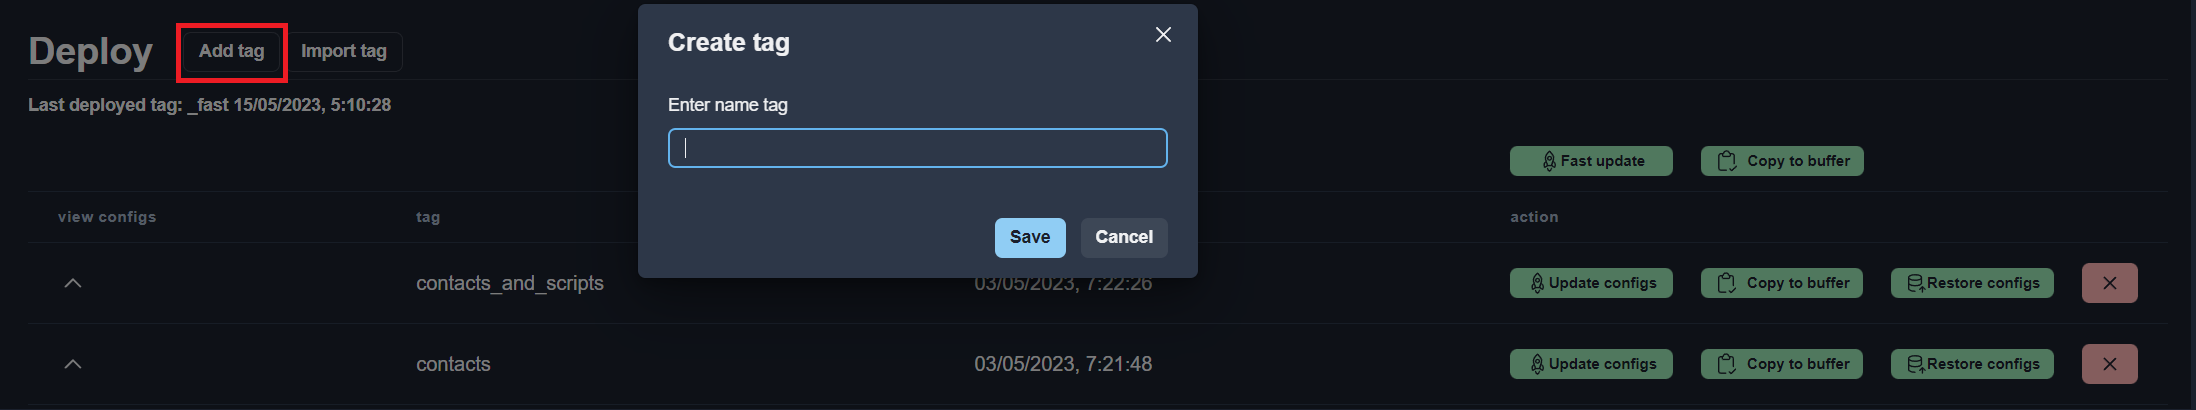 Deploy
Add tag
Import tag
Last deployed tag: _fast 15/05/2023, 5:10:28
Create tag
Enter name tag
Save
Cancel
Fast update
Copy to buffer
view configs
tag
action
contacts_and_scripts
03/05/2023, 7:22:26
Update configs
Copy to buffer
Restore configs
contacts
03/05/2023, 7:21:48
Update configs
Copy to buffer
Restore configs